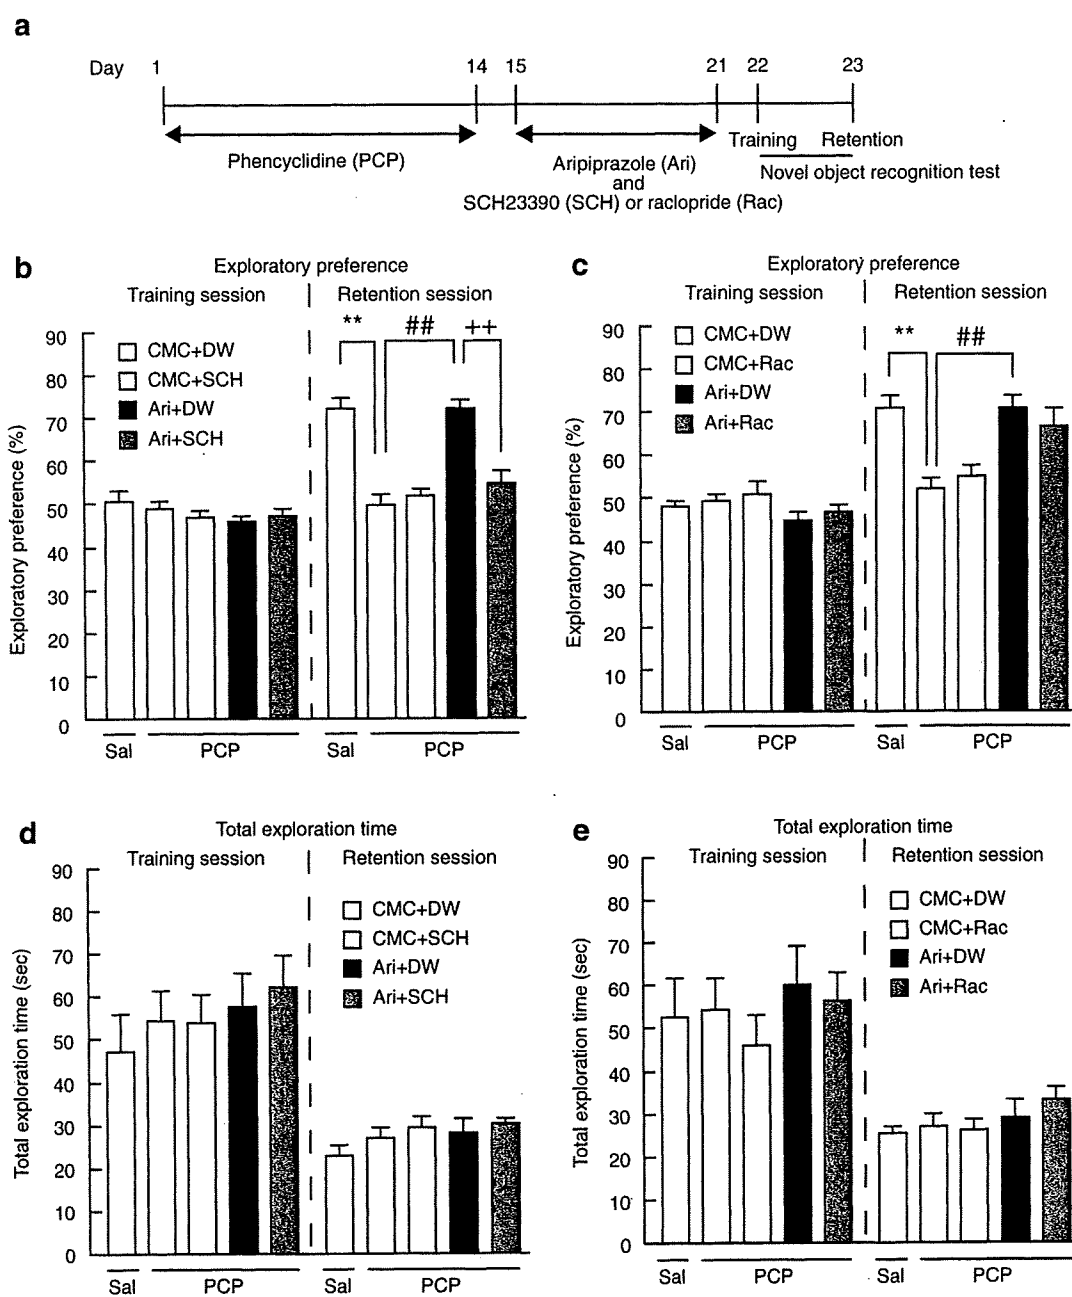 a
Day 1 14 15 21 22 23
Training Retention
Phencyclidine (PCP)
Aripiprazole (Ari)
and
SCH23390 (SCH) or raclopride (Rac)
Novel object recognition test
b
Exploratory preference
Training session
Retention session
Exploratory preference (%)
90
80
70
60
50
40
30
20
10
0
CMC+DW
CMC+SCH
Ari+DW
Ari+SCH
** ## ++
Sal PCP Sal PCP
c
Exploratory preference
Training session
Retention session
Exploratory preference (%)
90
80
70
60
50
40
30
20
10
0
CMC+DW
CMC+Rac
Ari+DW
Ari+Rac
** ##
Sal PCP Sal PCP
d
Total exploration time
Training session
Retention session
Total exploration time (sec)
90
80
70
60
50
40
30
20
10
0
CMC+DW
CMC+SCH
Ari+DW
Ari+SCH
Sal PCP Sal PCP
e
Total exploration time
Training session
Retention session
Total exploration time (sec)
90
80
70
60
50
40
30
20
10
0
CMC+DW
CMC+Rac
Ari+DW
Ari+Rac
Sal PCP Sal PCP